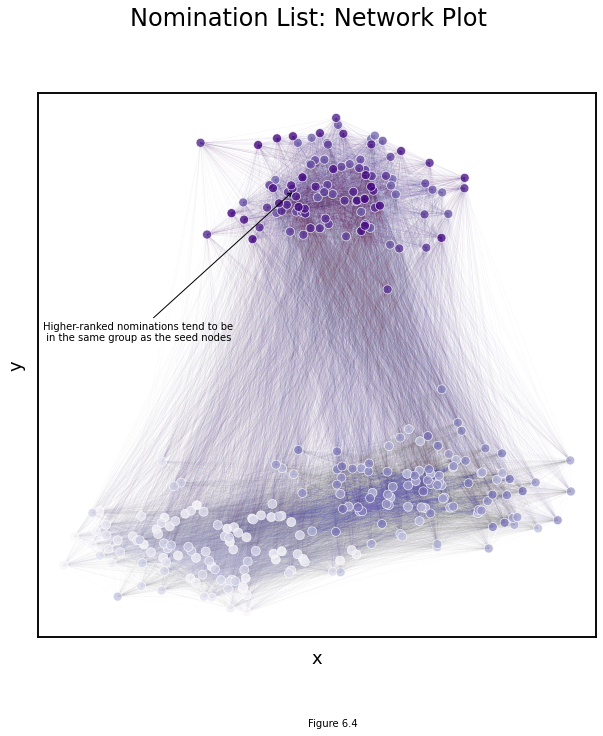 Nomination List: Network Plot
Higher-ranked nominations tend to be
in the same group as the seed nodes
y
x
Figure 6.4